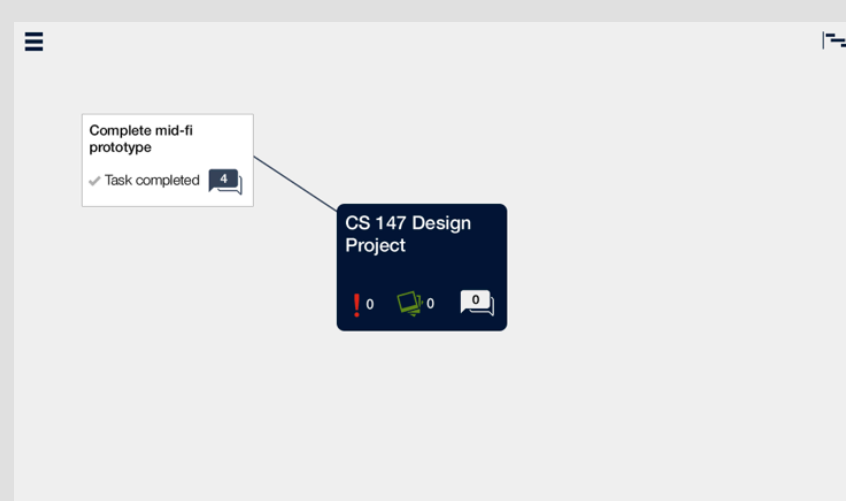 Complete mid-fi
prototype
Task completed 4
CS 147 Design
Project
0 0 0